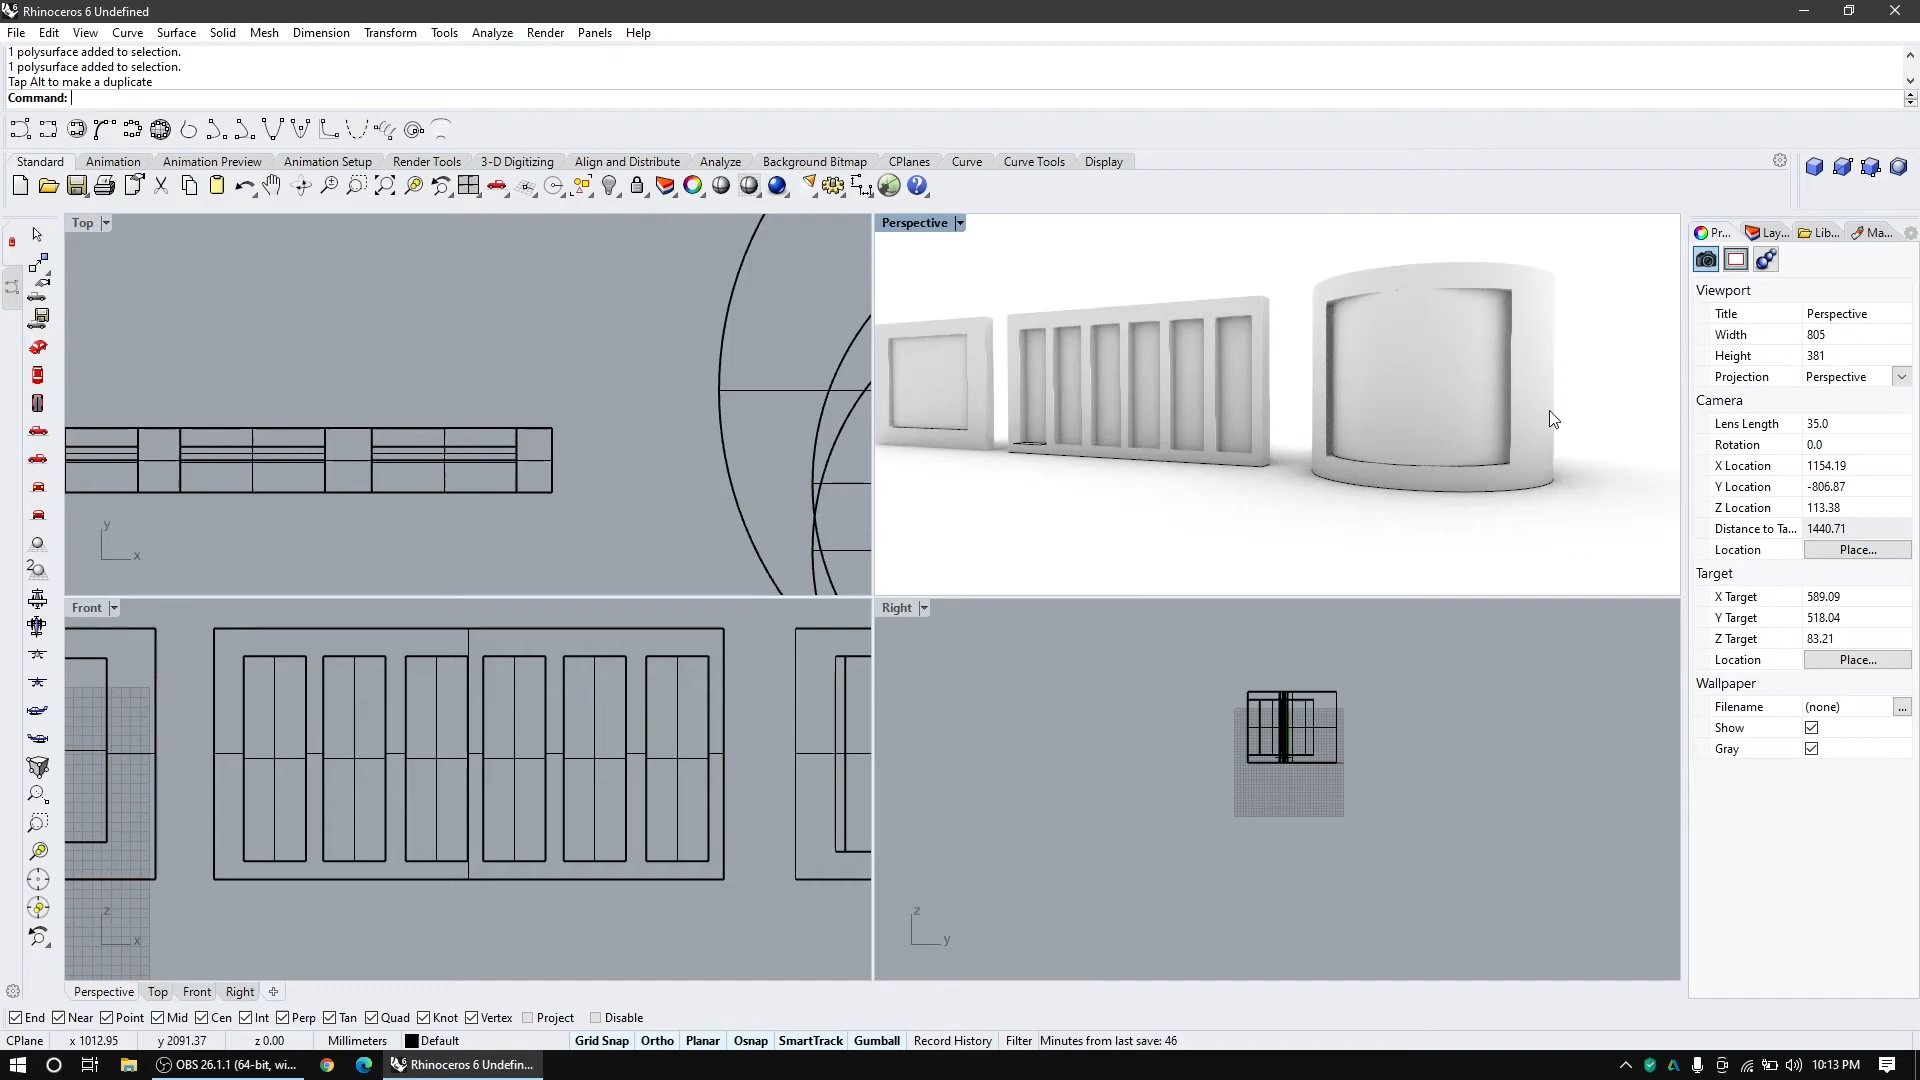 Rhinoceros 6 Undefined
File Edit View Curve Surface Solid Mesh Dimension Transform Tools Analyze Render Panels Help
1 polysurface added to selection.
1 polysurface added to selection.
Tap Alt to make a duplicate
Command:
Standard Animation Animation Preview Animation Setup Render Tools 3-D Digitizing Align and Distribute Analyze Background Bitmap CPlanes Curve Curve Tools Display
Top
Perspective
Pr... Lay... Lib... Ma...
Viewport
Title Perspective
Width 805
Height 381
Projection Perspective
Camera
Lens Length 35.0
Rotation 0.0
X Location 1154.19
Y Location -806.87
Z Location 113.38
Distance to Ta... 1440.71
Location Place...
Target
X Target 589.09
Y Target 518.04
Z Target 83.21
Location Place...
Wallpaper
Filename (none) ...
Show
Gray
y
x
Front
Right
2
z
x
z
y
Perspective Top Front Right
End Near Point Mid Cen Int Perp Tan Quad Knot Vertex Project Disable
CPlane x 1012.95 y 2091.37 z 0.00 Millimeters Default Grid Snap Ortho Planar Osnap SmartTrack Gumball Record History Filter Minutes from last save: 46
OBS 26.1.1 (64-bit, wi... Rhinoceros 6 Undefin... 10:13 PM